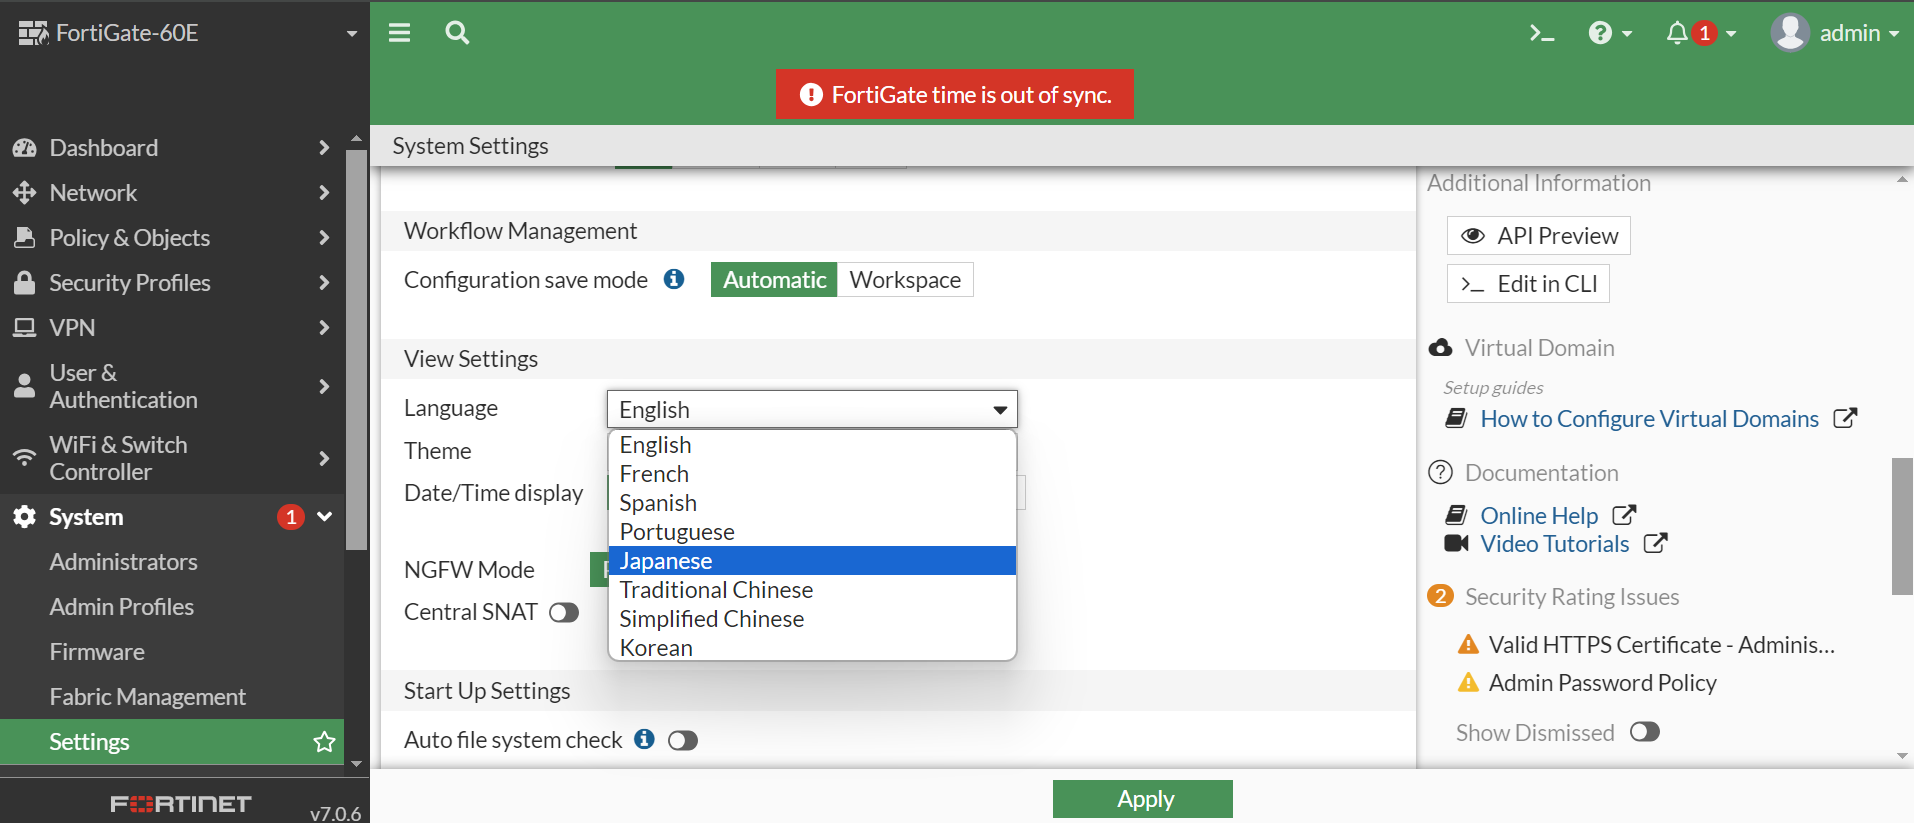 FortiGate-60E
1
admin
FortiGate time is out of sync.
Dashboard
Network
Policy & Objects
Security Profiles
VPN
User &
Authentication
WiFi & Switch
Controller
System
1
Administrators
Admin Profiles
Firmware
Fabric Management
Settings
FORTINET
v7.0.6
System Settings
Workflow Management
Configuration save mode
Automatic
Workspace
View Settings
Language
English
English
French
Spanish
Portuguese
Japanese
Traditional Chinese
Simplified Chinese
Korean
Theme
Date/Time display
NGFW Mode
Central SNAT
Start Up Settings
Auto file system check
Apply
Additional Information
API Preview
>_ Edit in CLI
Virtual Domain
Setup guides
How to Configure Virtual Domains
Documentation
Online Help
Video Tutorials
2 Security Rating Issues
Valid HTTPS Certificate - Adminis...
Admin Password Policy
Show Dismissed